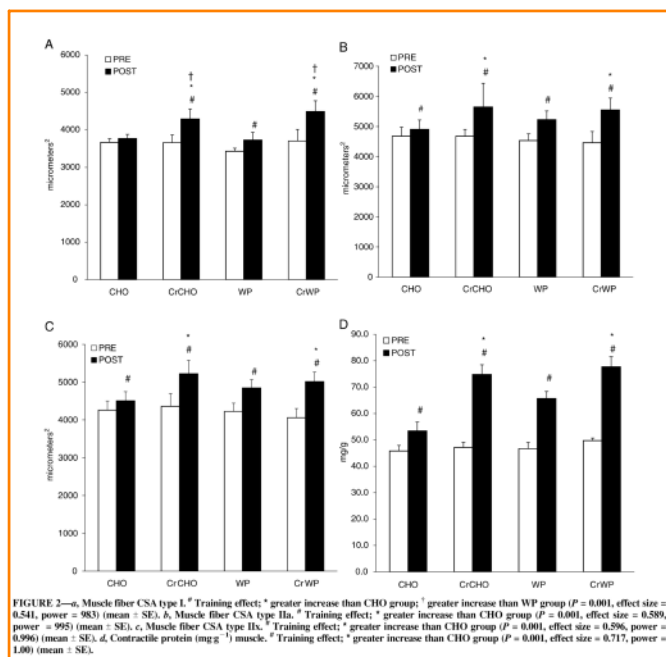 A
PRE
POST
6000
5000
4000
3000
2000
1000
0
micrometers²
†
*
#
#
†
*
#
CHO
CrCHO
WP
CrWP
B
PRE
POST
7000
6000
5000
4000
3000
2000
1000
0
micrometers²
#
*
#
#
*
#
CHO
CrCHO
WP
CrWP
C
PRE
POST
6000
5000
4000
3000
2000
1000
0
micrometers²
#
*
#
#
*
#
CHO
CrCHO
WP
CrWP
D
PRE
POST
90.0
80.0
70.0
60.0
50.0
40.0
30.0
20.0
10.0
0.0
mg/g
#
*
#
#
*
#
CHO
CrCHO
WP
CrWP
FIGURE 2—a, Muscle fiber CSA type I. # Training effect; * greater increase than CHO group; † greater increase than WP group (P = 0.001, effect size =
0.541, power = 983) (mean ± SE). b, Muscle fiber CSA type IIa. # Training effect; * greater increase than CHO group (P = 0.001, effect size = 0.589,
power = 995) (mean ± SE). c, Muscle fiber CSA type IIx. # Training effect; * greater increase than CHO group (P = 0.001, effect size = 0.596, power =
0.996) (mean ± SE). d, Contractile protein (mg·g⁻¹) muscle. # Training effect; * greater increase than CHO group (P = 0.001, effect size = 0.717, power =
1.00) (mean ± SE).